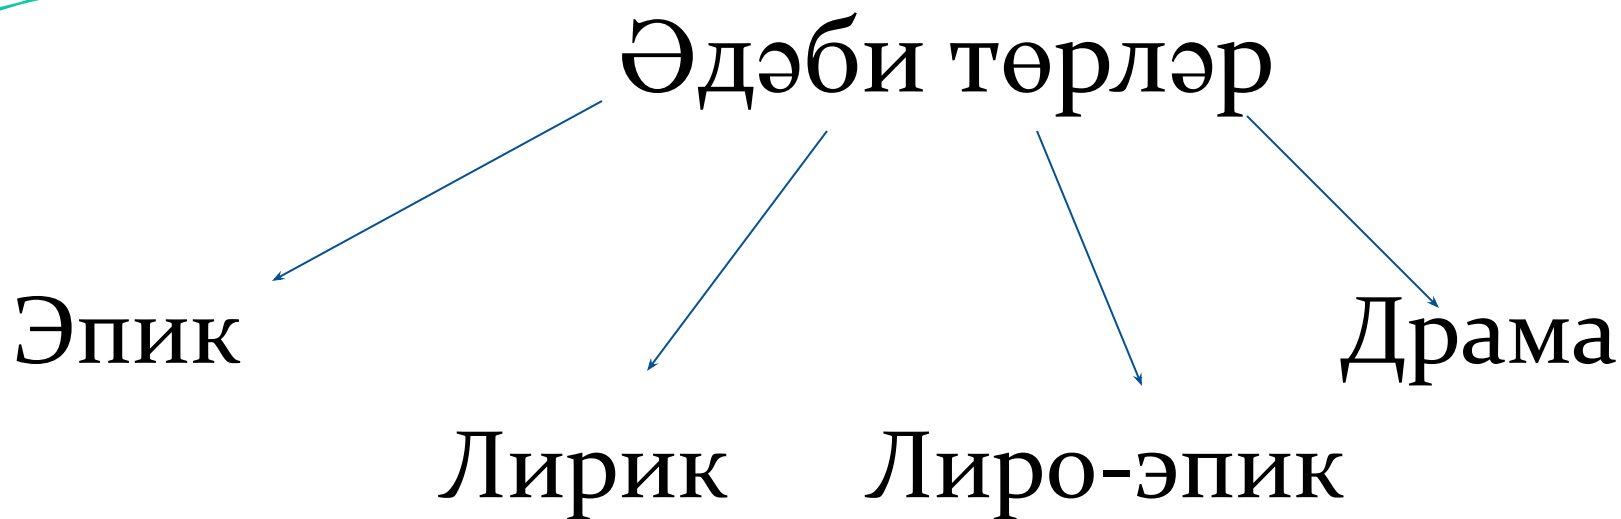 Әдәби төрләр
Эпик
Драма
Лирик
Лиро-эпик